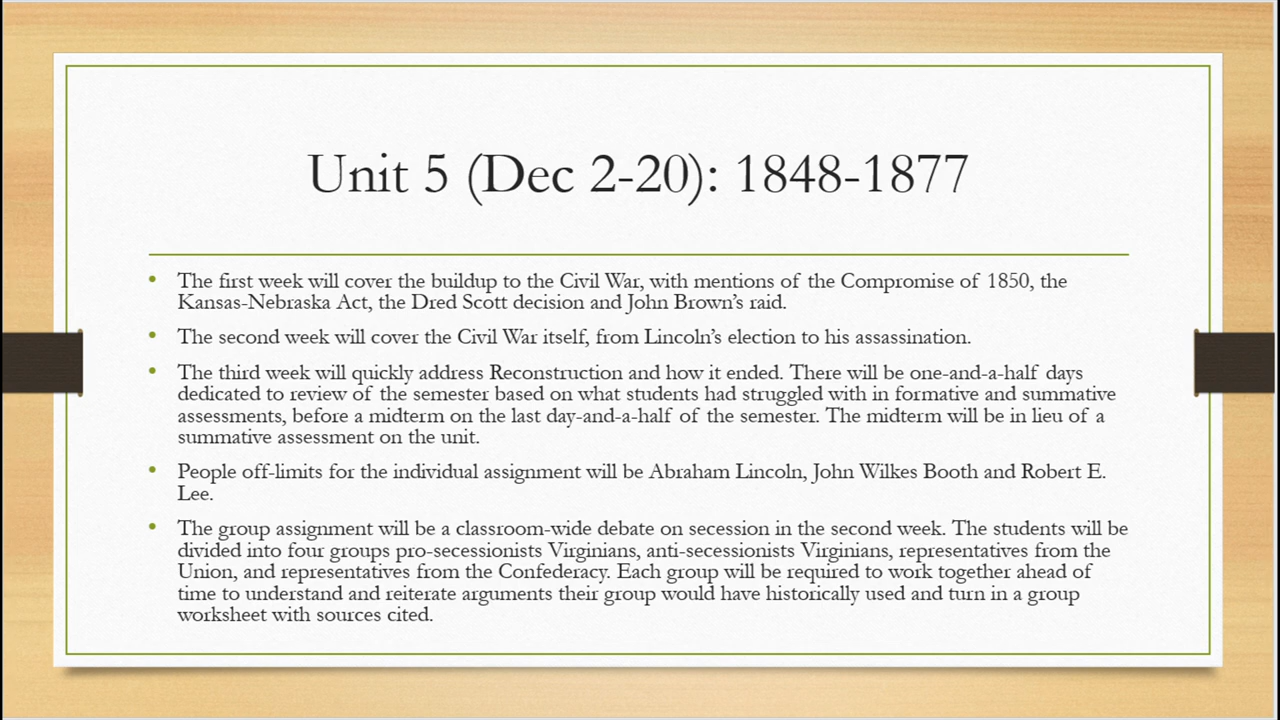 Unit 5 (Dec 2-20): 1848-1877
• The first week will cover the buildup to the Civil War, with mentions of the Compromise of 1850, the
Kansas-Nebraska Act, the Dred Scott decision and John Brown’s raid.
• The second week will cover the Civil War itself, from Lincoln’s election to his assassination.
• The third week will quickly address Reconstruction and how it ended. There will be one-and-a-half days
dedicated to review of the semester based on what students had struggled with in formative and summative
assessments, before a midterm on the last day-and-a-half of the semester. The midterm will be in lieu of a
summative assessment on the unit.
• People off-limits for the individual assignment will be Abraham Lincoln, John Wilkes Booth and Robert E.
Lee.
• The group assignment will be a classroom-wide debate on secession in the second week. The students will be
divided into four groups pro-secessionists Virginians, anti-secessionists Virginians, representatives from the
Union, and representatives from the Confederacy. Each group will be required to work together ahead of
time to understand and reiterate arguments their group would have historically used and turn in a group
worksheet with sources cited.